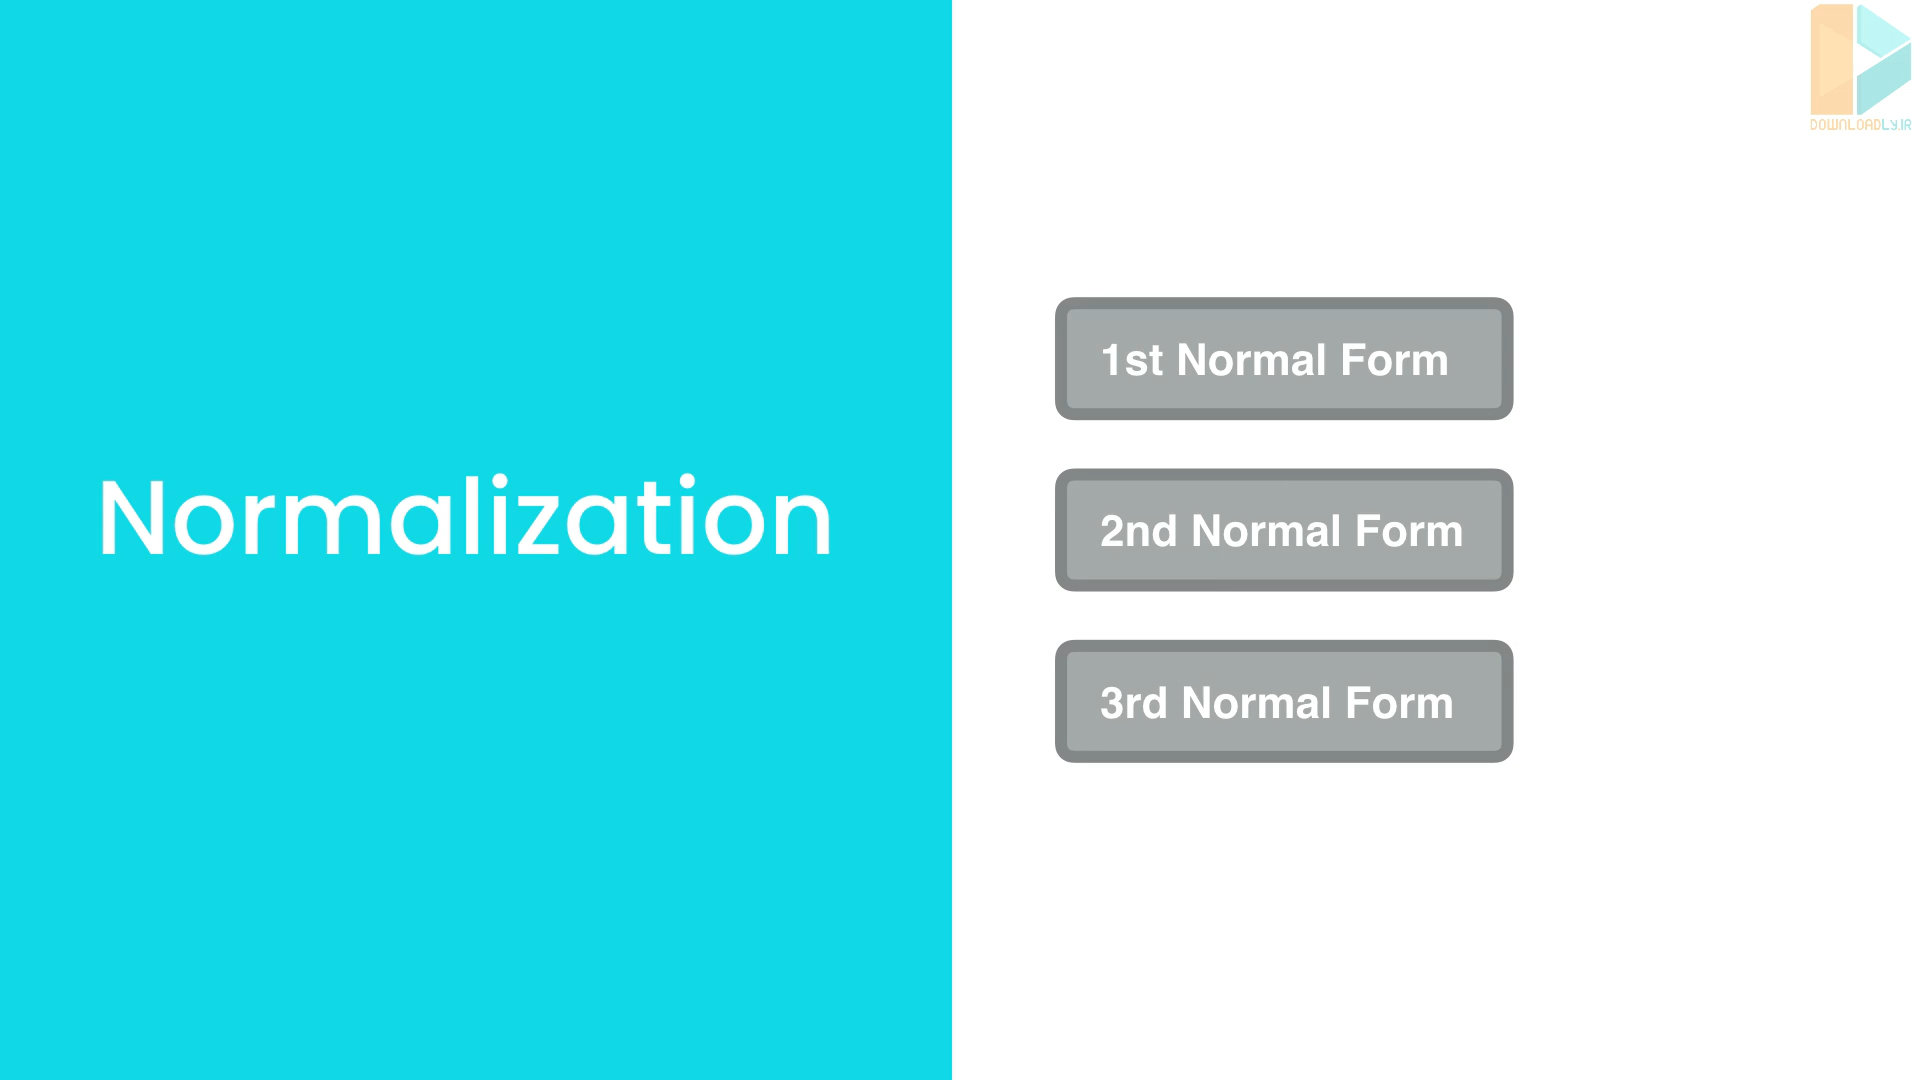 DOWNLOADLY.IR
Normalization
1st Normal Form
2nd Normal Form
3rd Normal Form